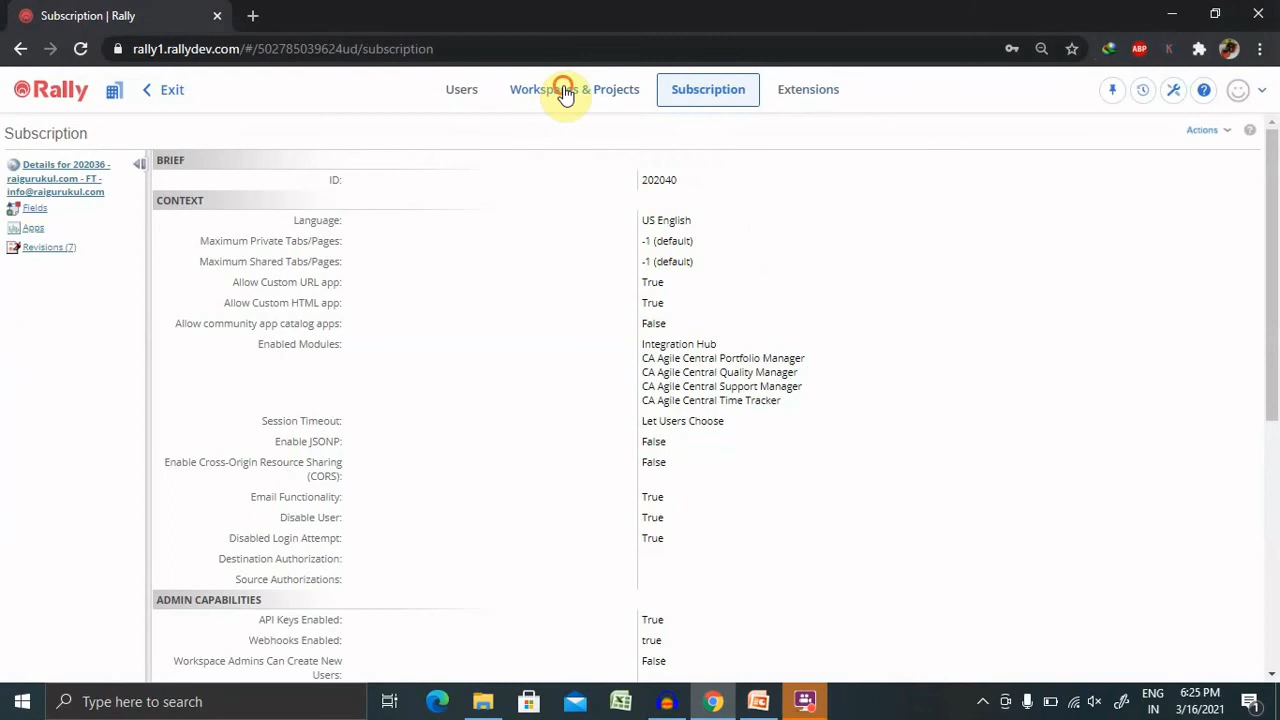 Subscription | Rally
rally1.rallydev.com/#/502785039624ud/subscription
ABP
K
Rally
Exit
Users
Workspaces & Projects
Subscription
Extensions
Subscription
Actions
Details for 202036 -
raigurukul.com - FT -
info@raigurukul.com
Fields
Apps
Revisions (7)
BRIEF
ID: 202040
CONTEXT
Language: US English
Maximum Private Tabs/Pages: -1 (default)
Maximum Shared Tabs/Pages: -1 (default)
Allow Custom URL app: True
Allow Custom HTML app: True
Allow community app catalog apps: False
Enabled Modules: Integration Hub
CA Agile Central Portfolio Manager
CA Agile Central Quality Manager
CA Agile Central Support Manager
CA Agile Central Time Tracker
Session Timeout: Let Users Choose
Enable JSONP: False
Enable Cross-Origin Resource Sharing False
(CORS):
Email Functionality: True
Disable User: True
Disabled Login Attempt: True
Destination Authorization:
Source Authorizations:
ADMIN CAPABILITIES
API Keys Enabled: True
Webhooks Enabled: true
Workspace Admins Can Create New False
Users:
Type here to search
ENG
IN
6:25 PM
3/16/2021
1